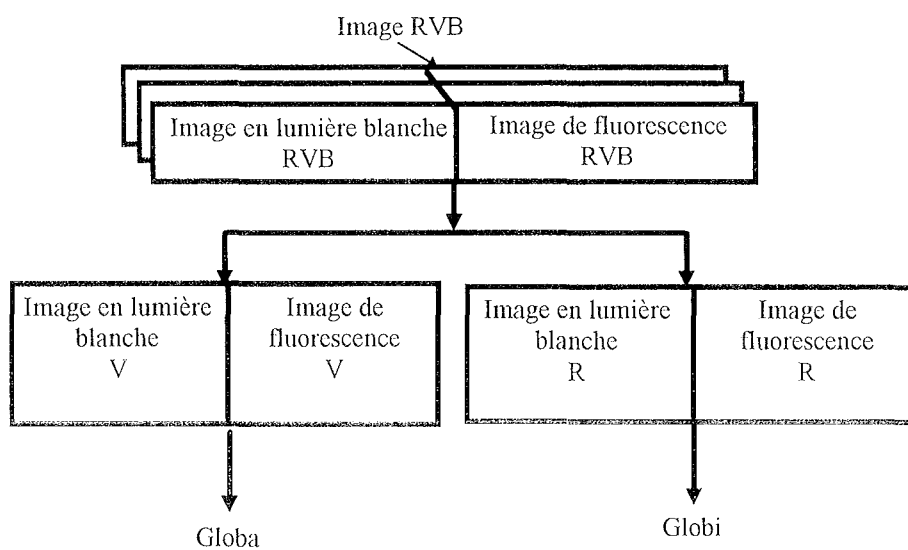 Image RVB
Image en lumière blanche
RVB
Image de fluorescence
RVB
Image en lumière
blanche
V
Image de
fluorescence
V
Image en lumière
blanche
R
Image de
fluorescence
R
Globa
Globi